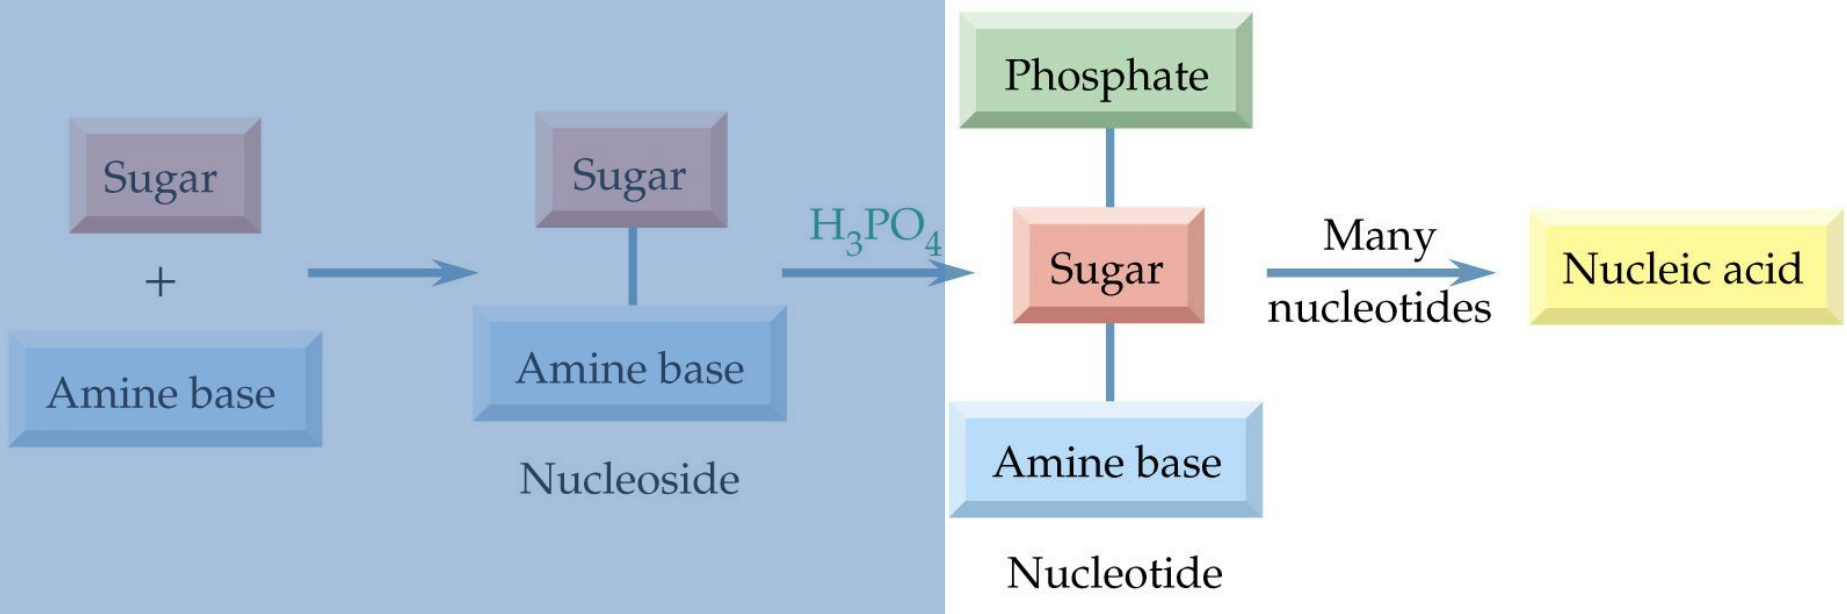 Sugar
+
Amine base
Sugar
Amine base
Nucleoside
H₃PO₄
Phosphate
Sugar
Amine base
Nucleotide
Many
nucleotides
Nucleic acid